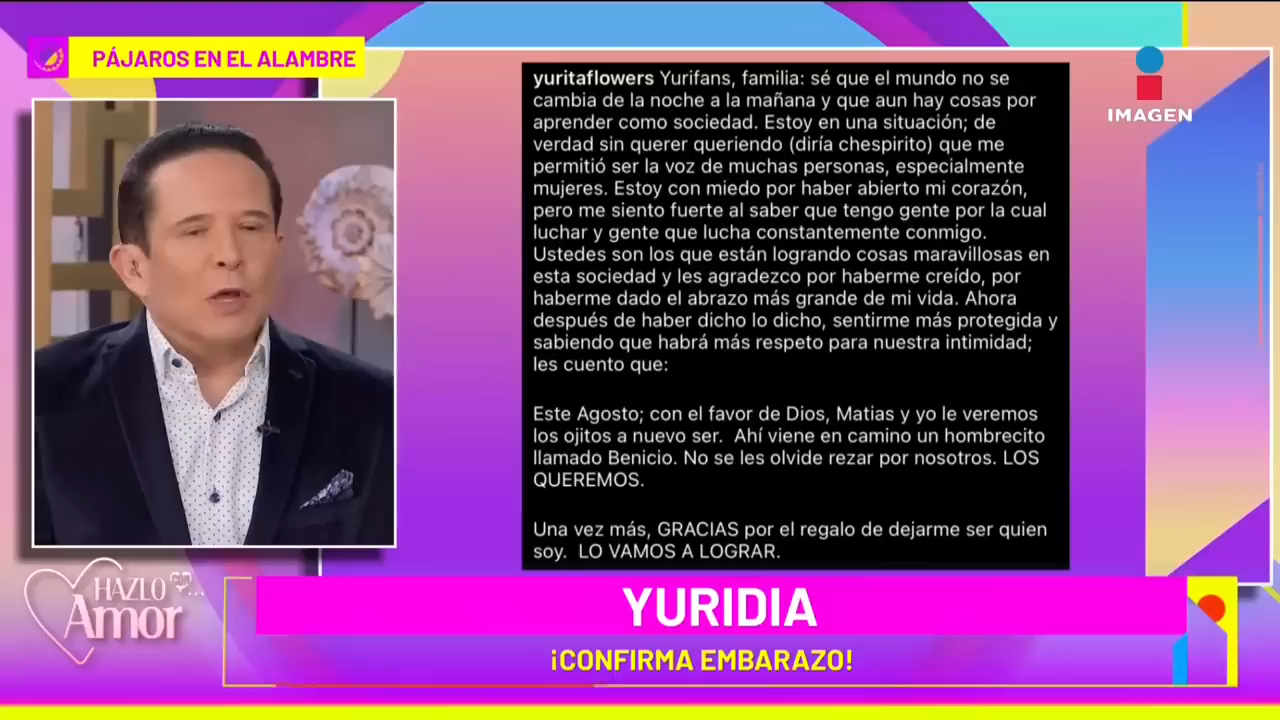 PÁJAROS EN EL ALAMBRE
IMAGEN
yuritaflowers Yurifans, familia: sé que el mundo no se
cambia de la noche a la mañana y que aun hay cosas por
aprender como sociedad. Estoy en una situación; de
verdad sin querer queriendo (diría chespirito) que me
permitió ser la voz de muchas personas, especialmente
mujeres. Estoy con miedo por haber abierto mi corazón,
pero me siento fuerte al saber que tengo gente por la cual
luchar y gente que lucha constantemente conmigo.
Ustedes son los que están logrando cosas maravillosas en
esta sociedad y les agradezco por haberme creído, por
haberme dado el abrazo más grande de mi vida. Ahora
después de haber dicho lo dicho, sentirme más protegida y
sabiendo que habrá más respeto para nuestra intimidad;
les cuento que:
Este Agosto; con el favor de Dios, Matias y yo le veremos
los ojitos a nuevo ser. Ahí viene en camino un hombrecito
llamado Benicio. No se les olvide rezar por nosotros. LOS
QUEREMOS.
Una vez más, GRACIAS por el regalo de dejarme ser quien
soy. LO VAMOS A LOGRAR.
HAZLO con...
Amor
YURIDIA
¡CONFIRMA EMBARAZO!